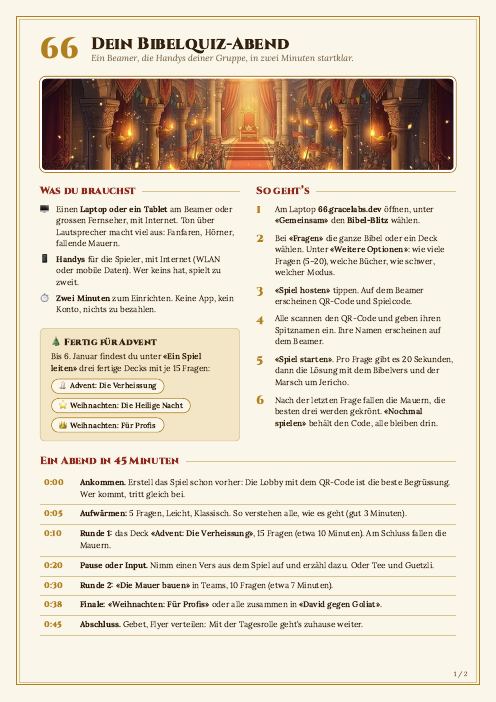 66
DEIN BIBELQUIZ-ABEND
Ein Beamer, die Handys deiner Gruppe, in zwei Minuten startklar.
WAS DU BRAUCHST
Einen Laptop oder ein Tablet am Beamer oder
grossen Fernseher, mit Internet. Ton über
Lautsprecher macht viel aus: Fanfaren, Hörner,
fallende Mauern.
Handys für die Spieler, mit Internet (WLAN
oder mobile Daten). Wer keins hat, spielt zu
zweit.
Zwei Minuten zum Einrichten. Keine App, kein
Konto, nichts zu bezahlen.
FERTIG FÜR ADVENT
Bis 6. Januar findest du unter «Ein Spiel
leiten» drei fertige Decks mit je 15 Fragen:
Advent: Die Verheissung
Weihnachten: Die Heilige Nacht
Weihnachten: Für Profis
SO GEHT'S
1 Am Laptop 66.gracelabs.dev öffnen, unter
«Gemeinsam» den Bibel-Blitz wählen.
2 Bei «Fragen» die ganze Bibel oder ein Deck
wählen. Unter «Weitere Optionen»: wie viele
Fragen (5–20), welche Bücher, wie schwer,
welcher Modus.
3 «Spiel hosten» tippen. Auf dem Beamer
erscheinen QR-Code und Spielcode.
4 Alle scannen den QR-Code und geben ihren
Spitznamen ein. Ihre Namen erscheinen auf
dem Beamer.
5 «Spiel starten». Pro Frage gibt es 20 Sekunden,
dann die Lösung mit dem Bibelvers und der
Marsch um Jericho.
6 Nach der letzten Frage fallen die Mauern, die
besten drei werden gekrönt. «Nochmal
spielen» behält den Code, alle bleiben drin.
EIN ABEND IN 45 MINUTEN
0:00 Ankommen. Erstell das Spiel schon vorher: Die Lobby mit dem QR-Code ist die beste Begrüssung.
Wer kommt, tritt gleich bei.
0:05 Aufwärmen: 5 Fragen, Leicht, Klassisch. So verstehen alle, wie es geht (gut 3 Minuten).
0:10 Runde 1: das Deck «Advent: Die Verheissung», 15 Fragen (etwa 10 Minuten). Am Schluss fallen die
Mauern.
0:20 Pause oder Input. Nimm einen Vers aus dem Spiel auf und erzähl dazu. Oder Tee und Guetzli.
0:30 Runde 2: «Die Mauer bauen» in Teams, 10 Fragen (etwa 7 Minuten).
0:38 Finale: «Weihnachten: Für Profis» oder alle zusammen in «David gegen Goliat».
0:45 Abschluss. Gebet, Flyer verteilen: Mit der Tagesrolle geht's zuhause weiter.
1 / 2